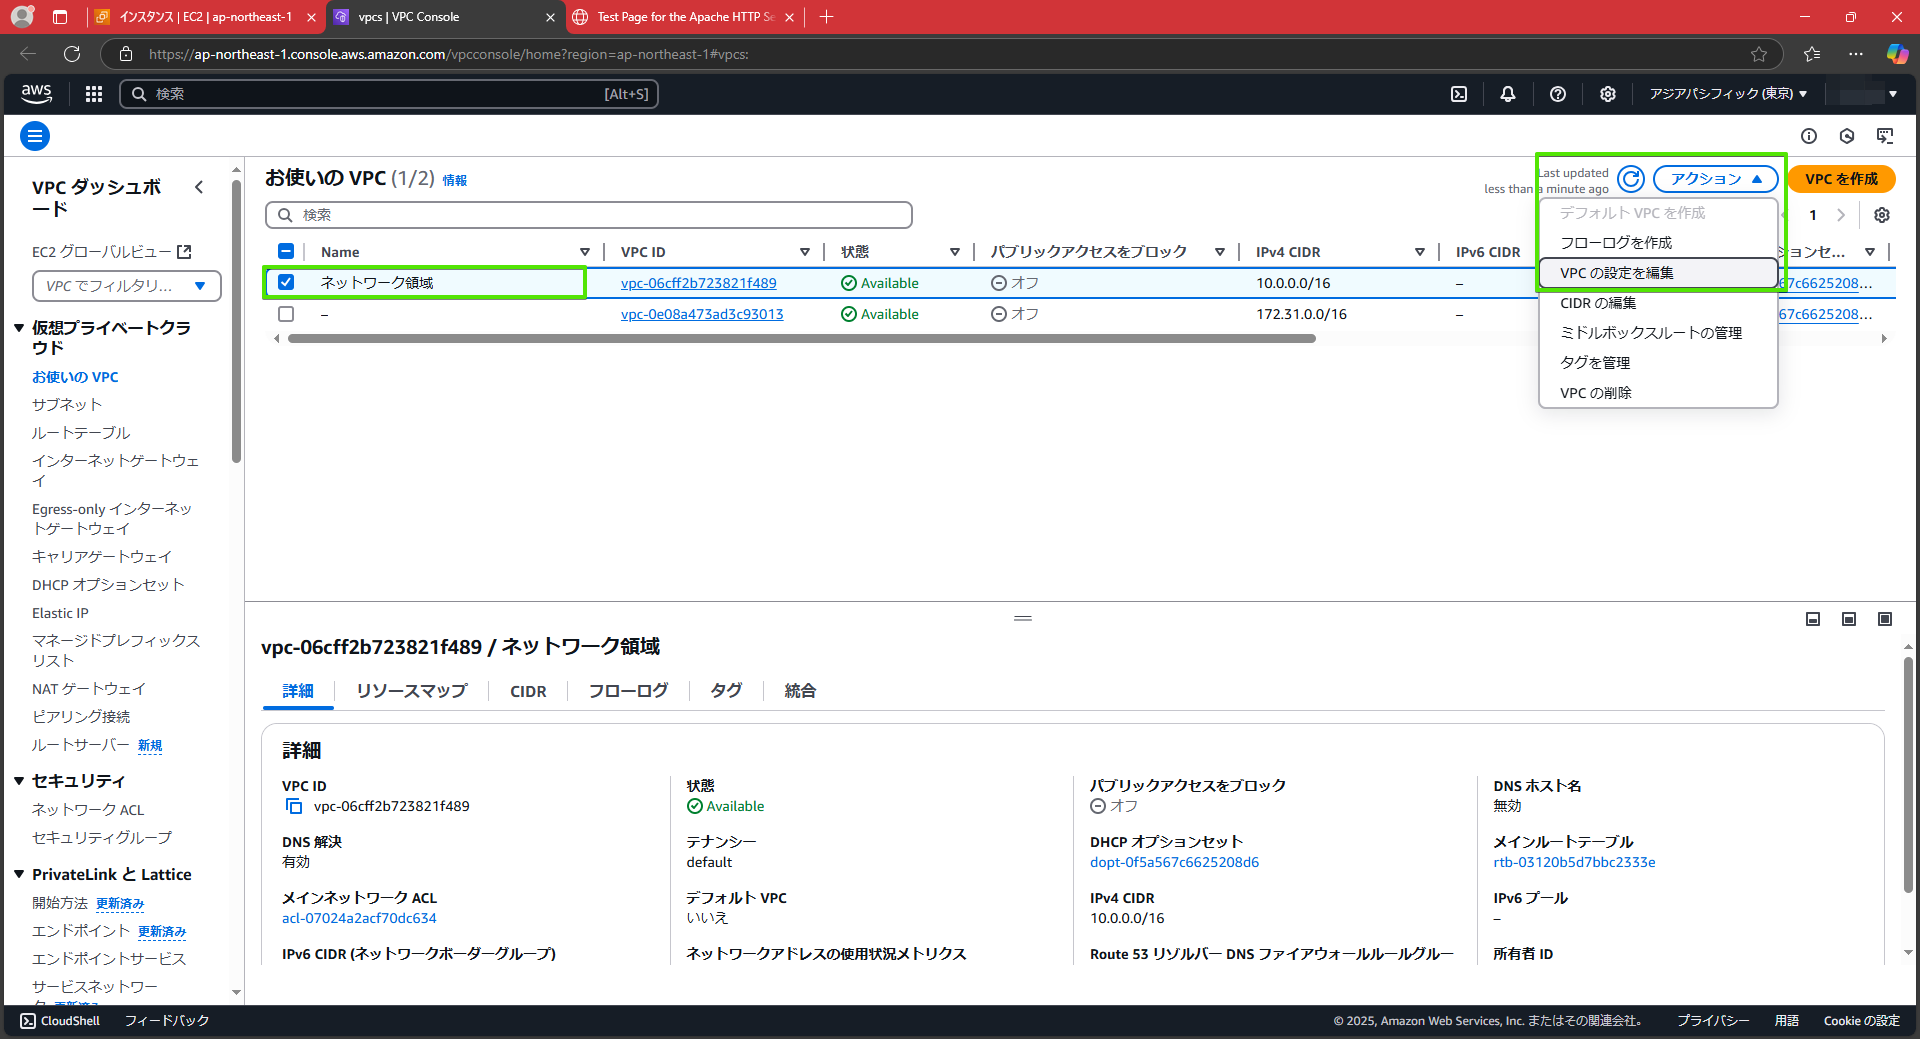 インスタンス | EC2 | ap-northeast-1
vpcs | VPC Console
Test Page for the Apache HTTP Se
https://ap-northeast-1.console.aws.amazon.com/vpcconsole/home?region=ap-northeast-1#vpcs:
aws
検索
[Alt+S]
アジアパシフィック (東京)
VPC ダッシュボ
ード
EC2 グローバルビュー
VPC でフィルタリ...
仮想プライベートクラ
ウド
お使いの VPC
サブネット
ルートテーブル
インターネットゲートウェ
イ
Egress-only インターネッ
トゲートウェイ
キャリアゲートウェイ
DHCP オプションセット
Elastic IP
マネージドプレフィックス
リスト
NAT ゲートウェイ
ピアリング接続
ルートサーバー 新規
セキュリティ
ネットワーク ACL
セキュリティグループ
PrivateLink と Lattice
開始方法 更新済み
エンドポイント 更新済み
エンドポイントサービス
サービスネットワー
お使いの VPC (1/2) 情報
Last updated
less than a minute ago
アクション
VPC を作成
検索
1
デフォルト VPC を作成
フローログを作成
VPC の設定を編集
CIDR の編集
ミドルボックスルートの管理
タグを管理
VPC の削除
Name
VPC ID
状態
パブリックアクセスをブロック
IPv4 CIDR
IPv6 CIDR
ションセ...
ネットワーク領域
vpc-06cff2b723821f489
Available
オフ
10.0.0.0/16
–
67c6625208...
–
vpc-0e08a473ad3c93013
Available
オフ
172.31.0.0/16
–
67c6625208...
vpc-06cff2b723821f489 / ネットワーク領域
詳細
リソースマップ
CIDR
フローログ
タグ
統合
詳細
VPC ID
vpc-06cff2b723821f489
状態
Available
パブリックアクセスをブロック
オフ
DNS ホスト名
無効
DNS 解決
有効
テナンシー
default
DHCP オプションセット
dopt-0f5a567c6625208d6
メインルートテーブル
rtb-03120b5d7bbc2333e
メインネットワーク ACL
acl-07024a2acf70dc634
デフォルト VPC
いいえ
IPv4 CIDR
10.0.0.0/16
IPv6 プール
–
IPv6 CIDR (ネットワークボーダーグループ)
ネットワークアドレスの使用状況メトリクス
Route 53 リゾルバー DNS ファイアウォールルールグルー
所有者 ID
CloudShell
フィードバック
© 2025, Amazon Web Services, Inc. またはその関連会社。
プライバシー
用語
Cookie の設定